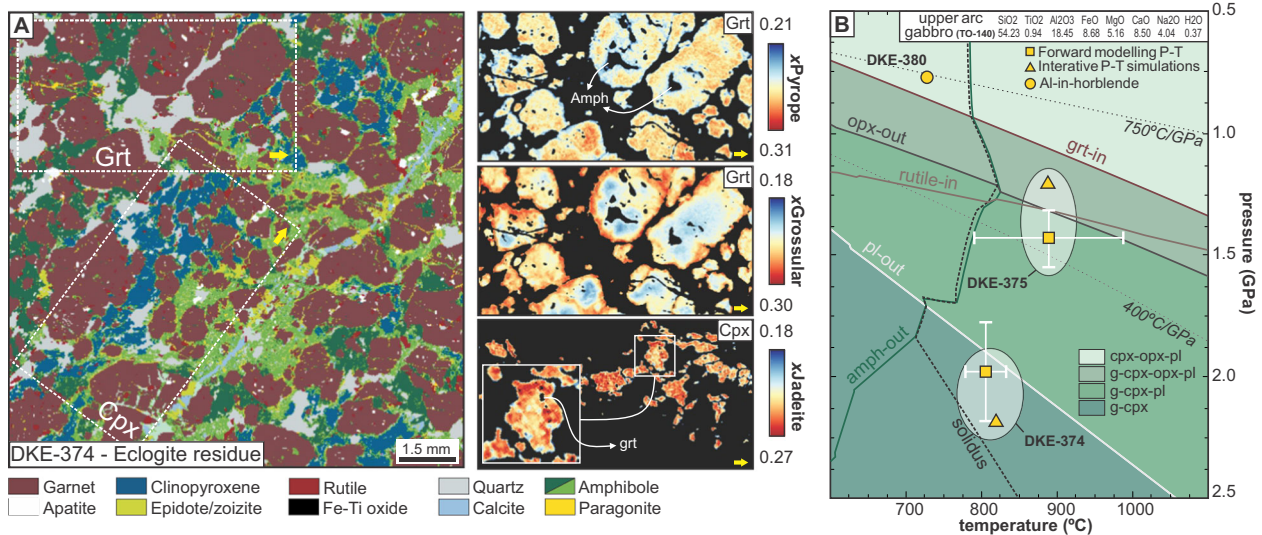 A
Grt
Cpx
DKE-374 - Eclogite residue
1.5 mm
Grt
Amph
0.21
xPyrope
0.31
Grt
0.18
xGrossular
0.30
Cpx
grt
0.18
xJadeite
0.27
Garnet
Clinopyroxene
Rutile
Quartz
Amphibole
Apatite
Epidote/zoizite
Fe-Ti oxide
Calcite
Paragonite
B
upper arc SiO2 TiO2 Al2O3 FeO MgO CaO Na2O H2O
gabbro (TO-140) 54.23 0.94 18.45 8.68 5.16 8.50 4.04 0.37
Forward modelling P-T
Interative P-T simulations
Al-in-horblende
DKE-380
750ºC/GPa
opx-out
grt-in
rutile-in
pl-out
DKE-375
400ºC/GPa
amph-out
solidus
DKE-374
cpx-opx-pl
g-cpx-opx-pl
g-cpx-pl
g-cpx
0.5
1.0
1.5
2.0
2.5
pressure (GPa)
700
800
900
1000
temperature (ºC)